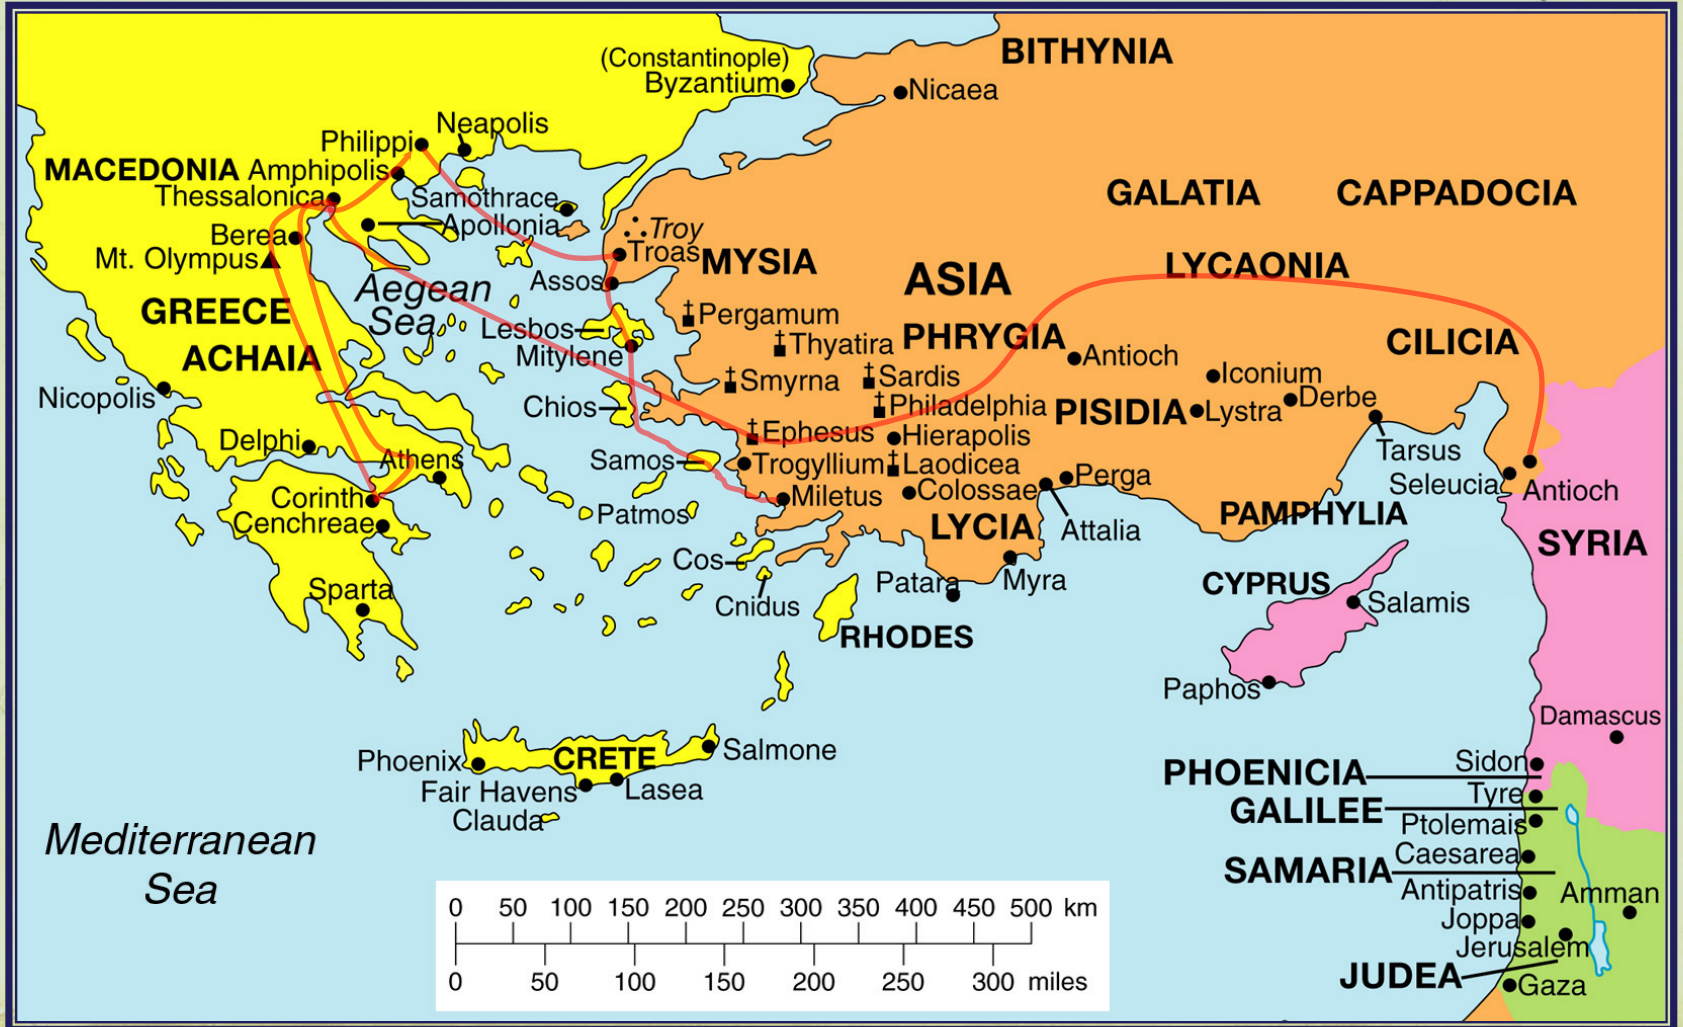 (Constantinople)
Byzantium
BITHYNIA
Nicaea
Neapolis
Philippi
MACEDONIA Amphipolis
Thessalonica
Samothrace
Apollonia
GALATIA
CAPPADOCIA
Berea
Mt. Olympus
Troy
Troas
MYSIA
ASIA
LYCAONIA
Aegean
Sea
Assos
GREECE
ACHAIA
Lesbos
Mitylene
Pergamum
Thyatira
PHRYGIA
Antioch
CILICIA
Nicopolis
Chios
Smyrna
Sardis
Philadelphia
PISIDIA
Iconium
Lystra
Derbe
Delphi
Athens
Samos
Ephesus
Hierapolis
Trogyllium
Laodicea
Tarsus
Seleucia
Antioch
Corinth
Cenchreae
Patmos
Miletus
Colossae
Perga
Attalia
PAMPHYLIA
LYCIA
SYRIA
Cos
Cnidus
Patara
Myra
Sparta
RHODES
CYPRUS
Salamis
Paphos
Damascus
Phoenix
CRETE
Salmone
Fair Havens
Lasea
Clauda
PHOENICIA
Sidon
Tyre
GALILEE
Ptolemais
Caesarea
SAMARIA
Antipatris
Amman
Joppa
Jerusalem
JUDEA
Gaza
Mediterranean
Sea
0 50 100 150 200 250 300 350 400 450 500 km
0 50 100 150 200 250 300 miles